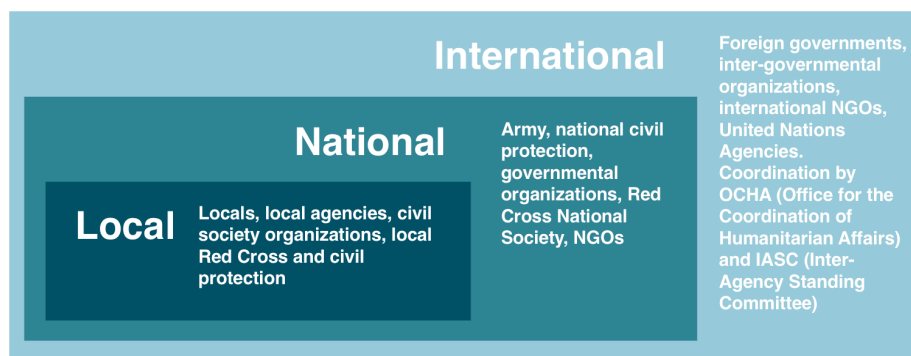 International
Foreign governments,
inter-governmental
organizations,
international NGOs,
United Nations
Agencies.
Coordination by
OCHA (Office for the
Coordination of
Humanitarian Affairs)
and IASC (Inter-
Agency Standing
Committee)
National
Army, national civil
protection,
governmental
organizations, Red
Cross National
Society, NGOs
Local
Locals, local agencies, civil
society organizations, local
Red Cross and civil
protection